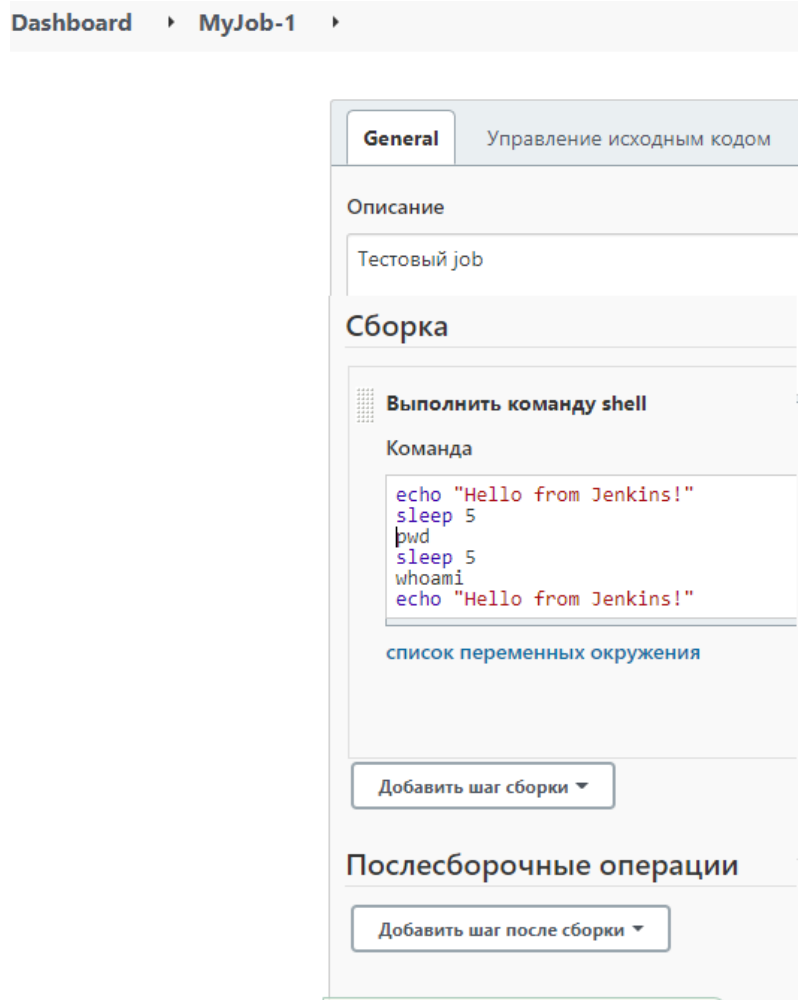 Dashboard MyJob-1
General Управление исходным кодом
Описание
Тестовый job
Сборка
Выполнить команду shell
Команда
echo "Hello from Jenkins!"
sleep 5
pwd
sleep 5
whoami
echo "Hello from Jenkins!"
список переменных окружения
Добавить шаг сборки
Послесборочные операции
Добавить шаг после сборки